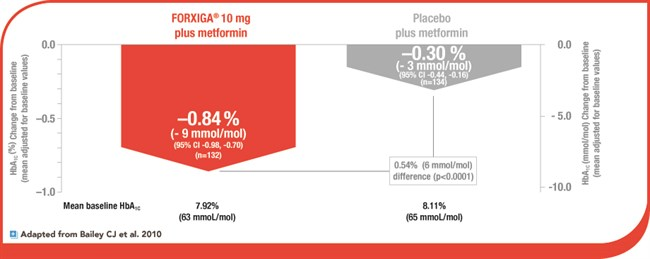 FORXIGA® 10 mg
plus metformin
Placebo
plus metformin
0.0
-0.5
-1.0
HbA1c (%) Change from baseline
(mean adjusted for baseline values)
–0.84 %
(- 9 mmol/mol)
(95% CI -0.98, -0.70)
(n=132)
–0.30 %
(- 3 mmol/mol)
(95% CI -0.44, -0.16)
(n=134)
0.54% (6 mmol/mol)
difference (p<0.0001)
0.0
- 5.0
-10.0
HbA1c (mmol/mol) Change from baseline
(mean adjusted for baseline values)
Mean baseline HbA1c
7.92%
(63 mmoL/mol)
8.11%
(65 mmoL/mol)
Adapted from Bailey CJ et al. 2010